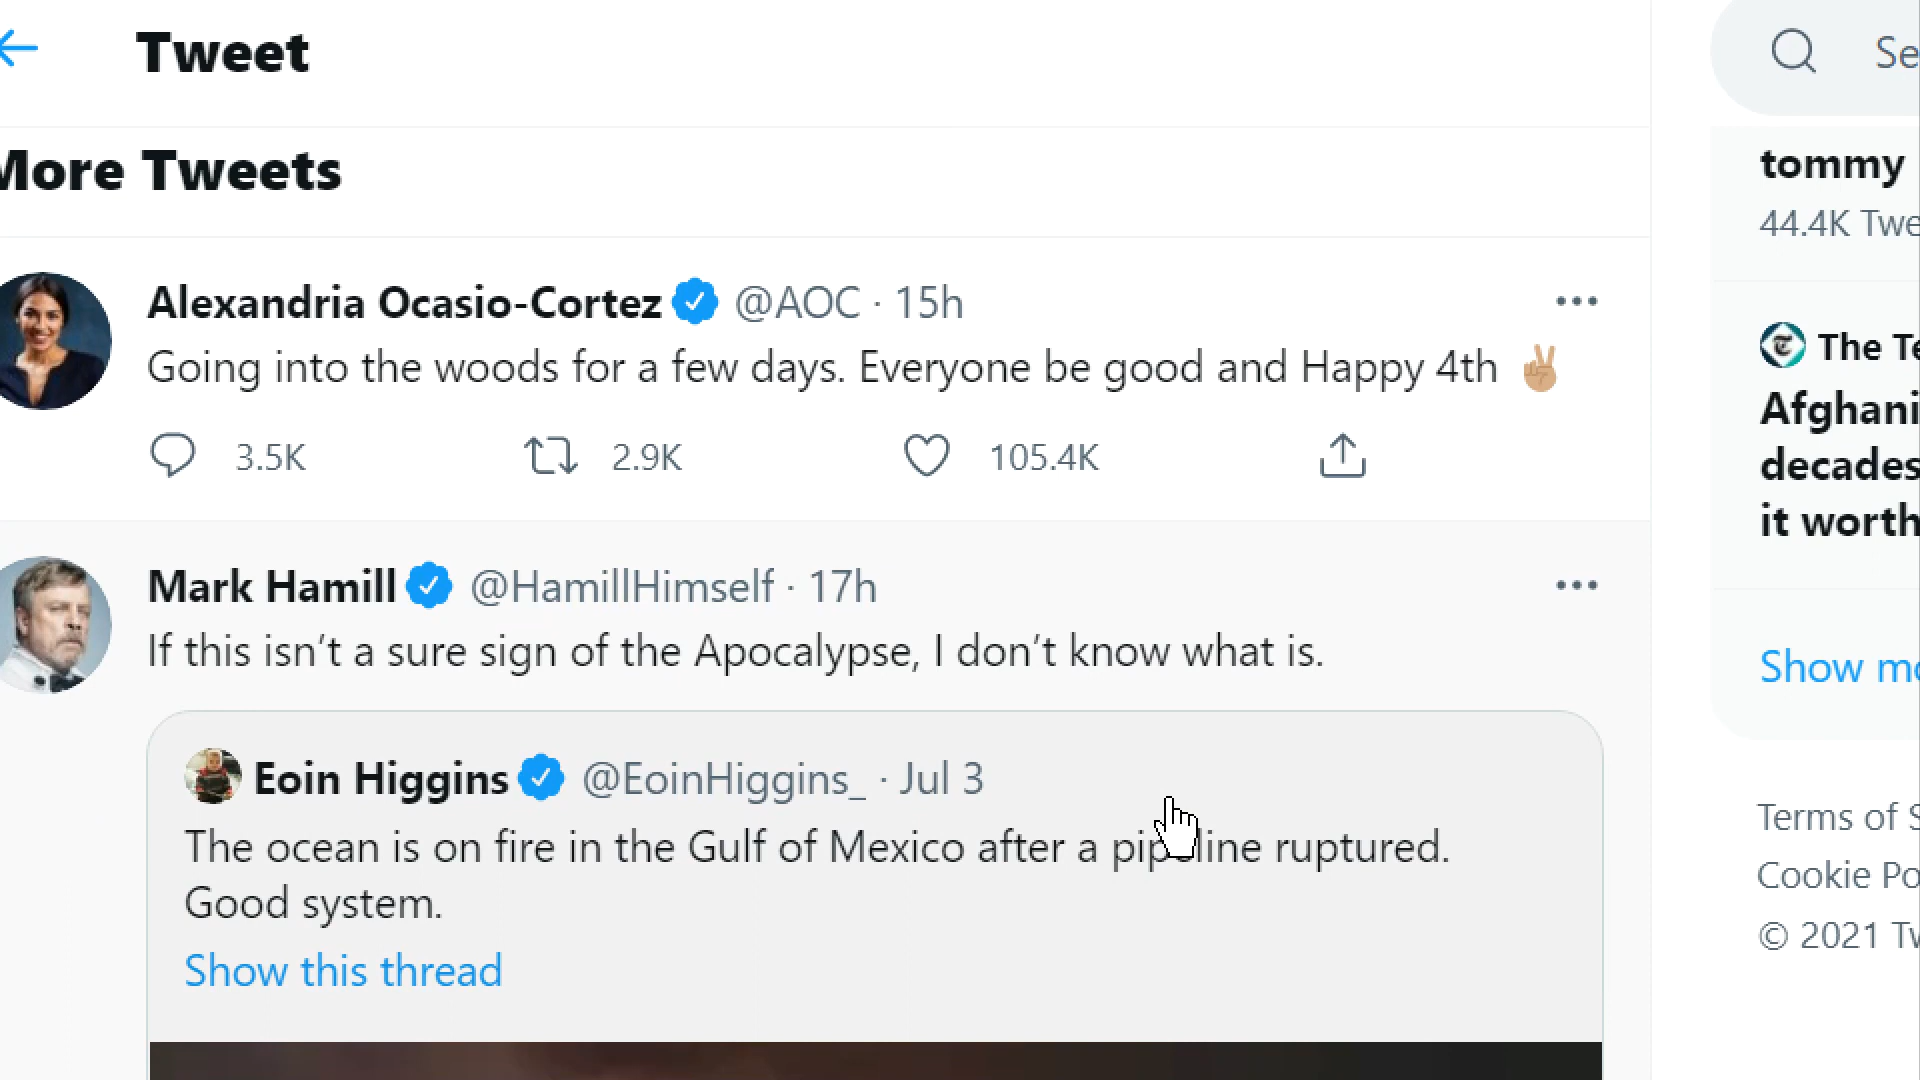 Tweet
More Tweets
Alexandria Ocasio-Cortez @AOC · 15h
Going into the woods for a few days. Everyone be good and Happy 4th ✌🏽
3.5K 2.9K 105.4K
Mark Hamill @HamillHimself · 17h
If this isn’t a sure sign of the Apocalypse, I don’t know what is.
Eoin Higgins @EoinHiggins_ · Jul 3
The ocean is on fire in the Gulf of Mexico after a pipeline ruptured.
Good system.
Show this thread
Se
tommy
44.4K Twe
The Te
Afghani
decades
it worth
Show mo
Terms of S
Cookie Po
© 2021 Tw